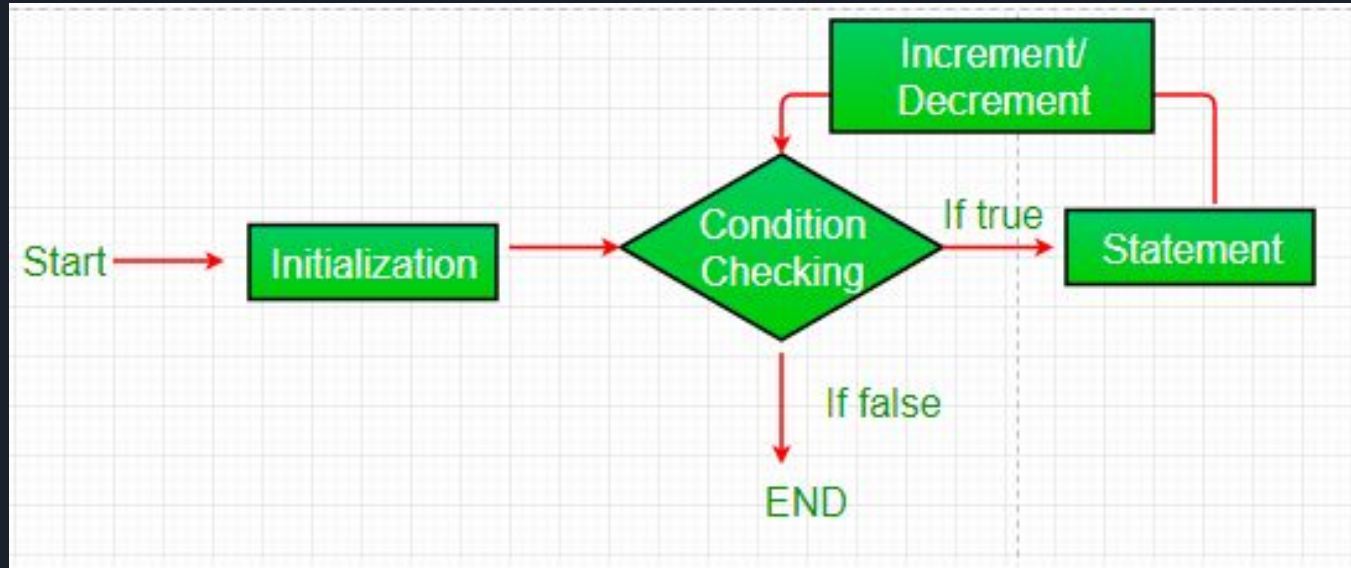 Start
Initialization
Condition
Checking
If true
Statement
Increment/
Decrement
If false
END